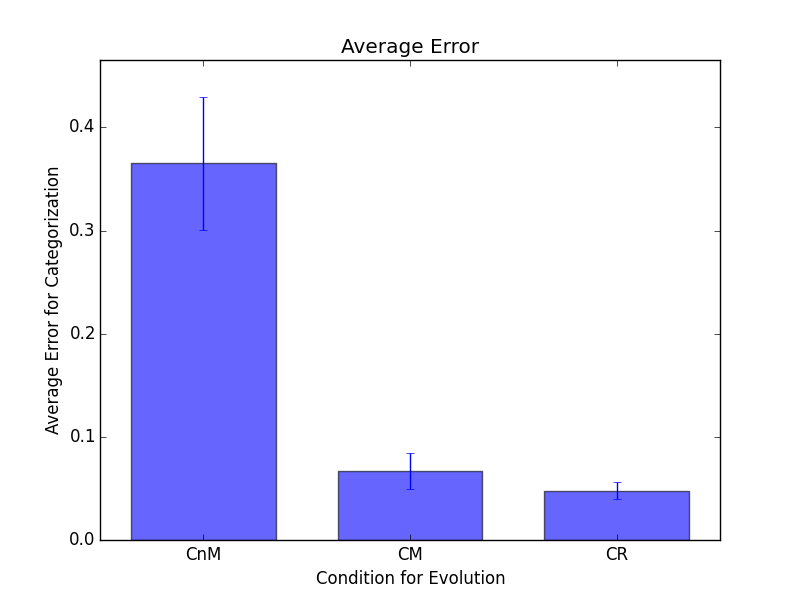 Average Error
0.4
0.3
0.2
0.1
0.0
Average Error for Categorization
CnM CM CR
Condition for Evolution